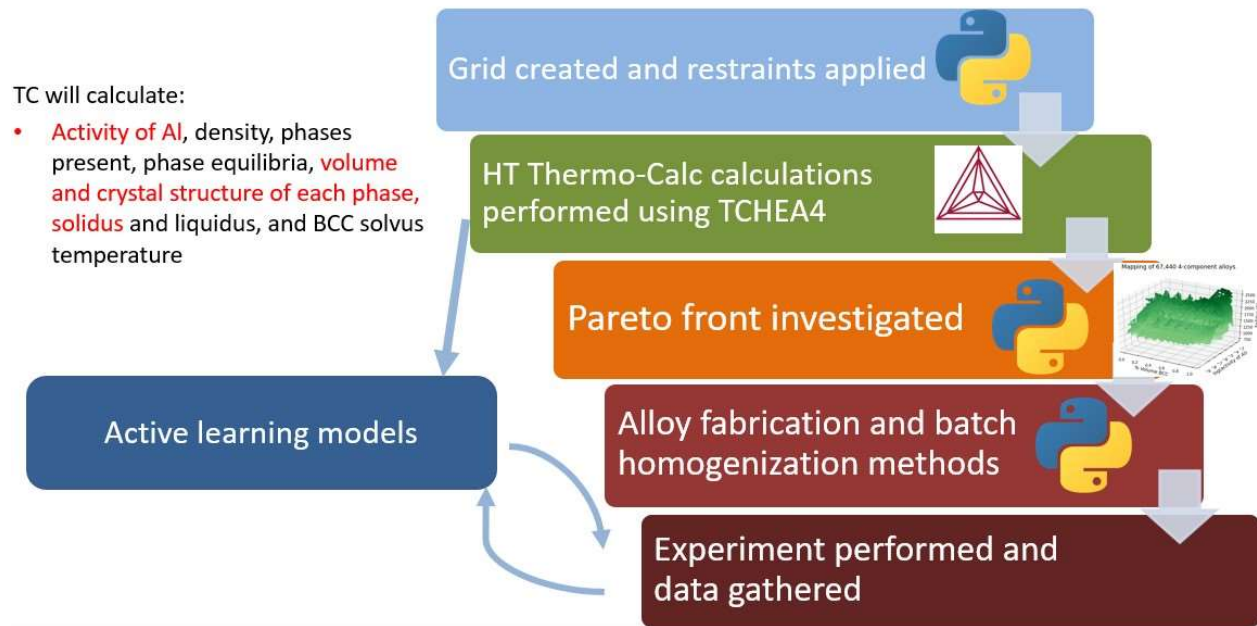 Grid created and restraints applied
TC will calculate:
• Activity of Al, density, phases
present, phase equilibria, volume
and crystal structure of each phase,
solidus and liquidus, and BCC solvus
temperature
HT Thermo-Calc calculations
performed using TCHEA4
Pareto front investigated
Mapping of 67,440 4-component alloys
% volume BCC
Alloy fabrication and batch
homogenization methods
Active learning models
Experiment performed and
data gathered